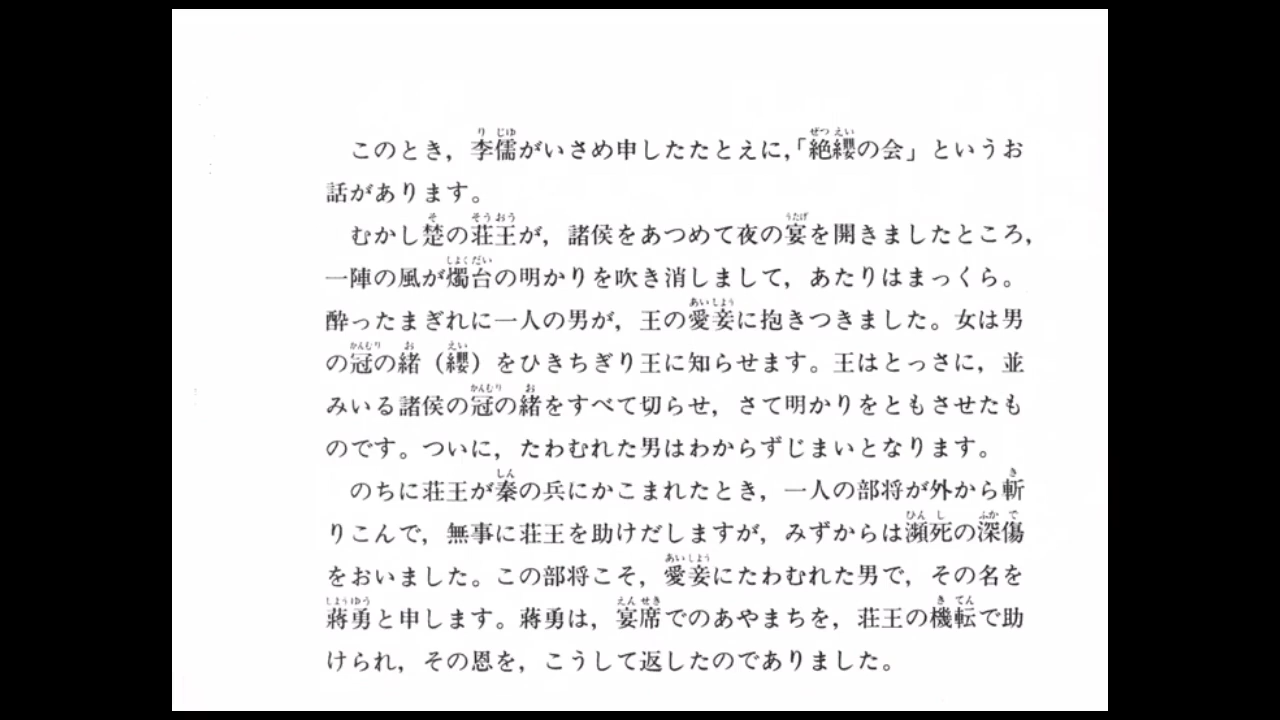 このとき，李儒がいさめ申したたとえに，「絶纓の会」というお
話があります。
むかし楚の荘王が，諸侯をあつめて夜の宴を開きましたところ，
一陣の風が燭台の明かりを吹き消しまして，あたりはまっくら。
酔ったまぎれに一人の男が，王の愛妾に抱きつきました。女は男
の冠の緒（纓）をひきちぎり王に知らせます。王はとっさに，並
みいる諸侯の冠の緒をすべて切らせ，さて明かりをともさせたも
のです。ついに，たわむれた男はわからずじまいとなります。
のちに荘王が秦の兵にかこまれたとき，一人の部将が外から斬
りこんで，無事に荘王を助けだしますが，みずからは瀕死の深傷
をおいました。この部将こそ，愛妾にたわむれた男で，その名を
蔣勇と申します。蔣勇は，宴席でのあやまちを，荘王の機転で助
けられ，その恩を，こうして返したのでありました。